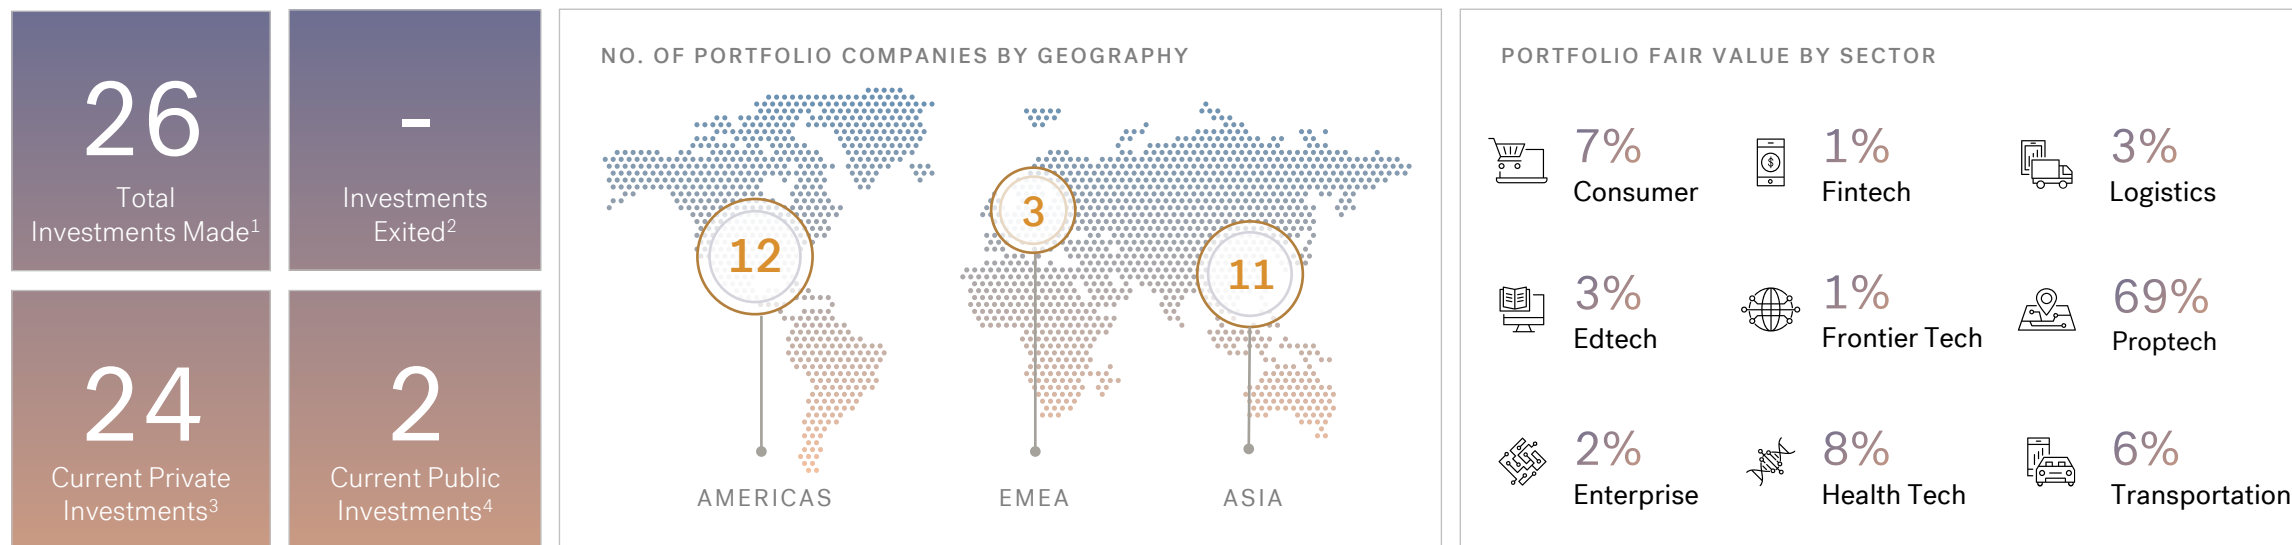 26
Total
Investments Made1
-
Investments
Exited2
24
Current Private
Investments3
2
Current Public
Investments4
NO. OF PORTFOLIO COMPANIES BY GEOGRAPHY
12
3
11
AMERICAS
EMEA
ASIA
PORTFOLIO FAIR VALUE BY SECTOR
7%
Consumer
1%
Fintech
3%
Logistics
3%
Edtech
1%
Frontier Tech
69%
Proptech
2%
Enterprise
8%
Health Tech
6%
Transportation